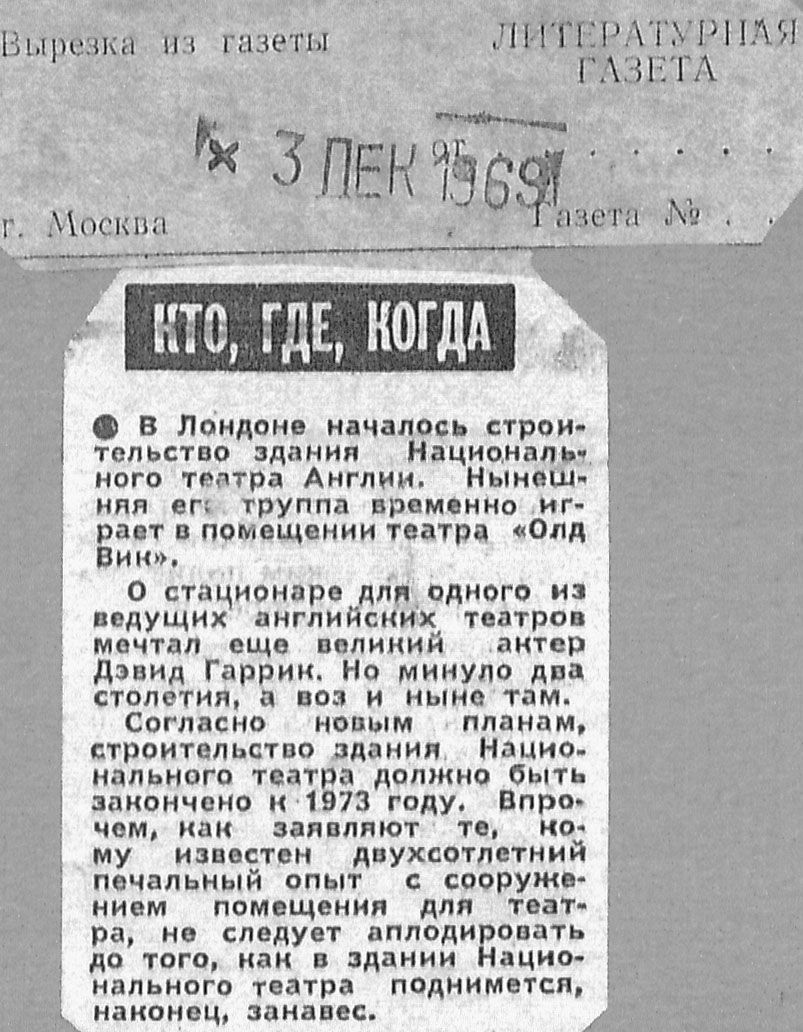 Вырезка из газеты
ЛИТЕРАТУРНАЯ
ГАЗЕТА
3 ДЕК 1969
от . . . . . . .
г. Москва
Газета № . .
КТО, ГДЕ, КОГДА
● В Лондоне началось строи-
тельство здания Националь-
ного театра Англии. Нынеш-
няя его труппа временно иг-
рает в помещении театра «Олд
Вик».
О стационаре для одного из
ведущих английских театров
мечтал еще великий актер
Дэвид Гаррик. Но минуло два
столетия, а воз и ныне там.
Согласно новым планам,
строительство здания Нацио-
нального театра должно быть
закончено к 1973 году. Впро-
чем, как заявляют те, ко-
му известен двухсотлетний
печальный опыт с сооруже-
нием помещения для теат-
ра, не следует аплодировать
до того, как в здании Нацио-
нального театра поднимется,
наконец, занавес.